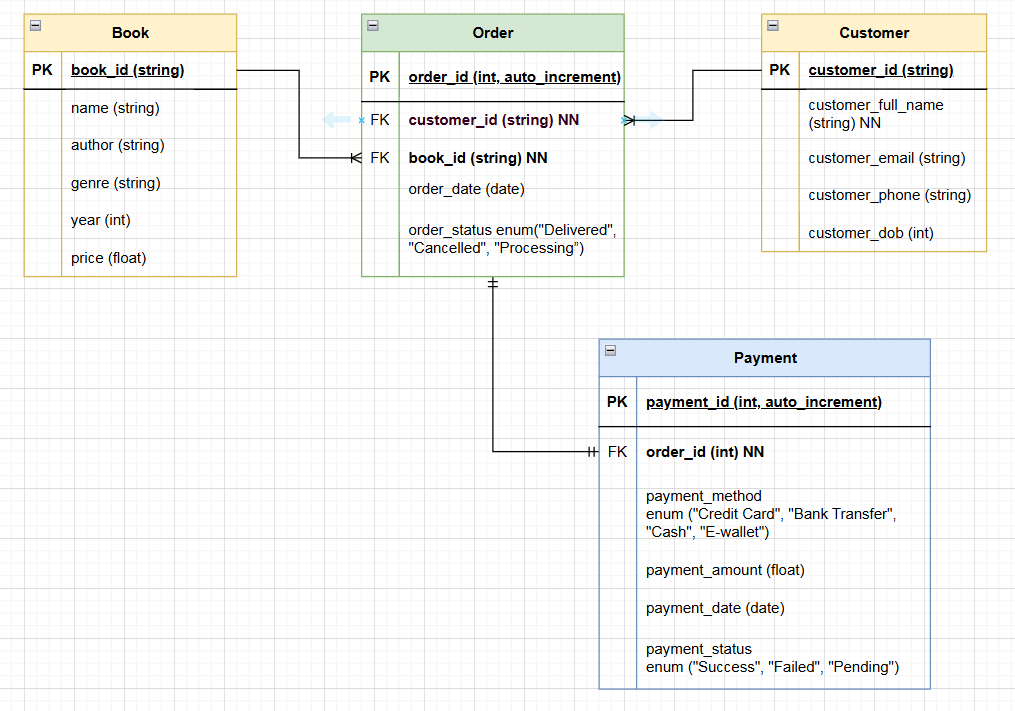 Book
PK book_id (string)
name (string)
author (string)
genre (string)
year (int)
price (float)
Order
PK order_id (int, auto_increment)
FK customer_id (string) NN
FK book_id (string) NN
order_date (date)
order_status enum("Delivered",
"Cancelled", "Processing")
Customer
PK customer_id (string)
customer_full_name
(string) NN
customer_email (string)
customer_phone (string)
customer_dob (int)
Payment
PK payment_id (int, auto_increment)
FK order_id (int) NN
payment_method
enum ("Credit Card", "Bank Transfer",
"Cash", "E-wallet")
payment_amount (float)
payment_date (date)
payment_status
enum ("Success", "Failed", "Pending")